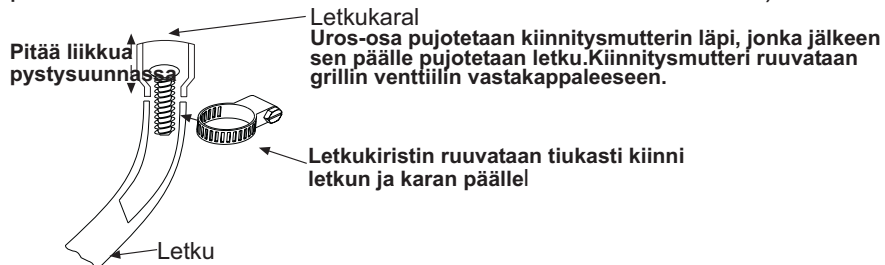 Letkukaral
Uros-osa pujotetaan kiinnitysmutterin läpi, jonka jälkeen
sen päälle pujotetaan letku.Kiinnitysmutteri ruuvataan
grillin venttiilin vastakappaleeseen.
Pitää liikkua
pystysuunnassa
Letkukiristin ruuvataan tiukasti kiinni
letkun ja karan päällel
Letku